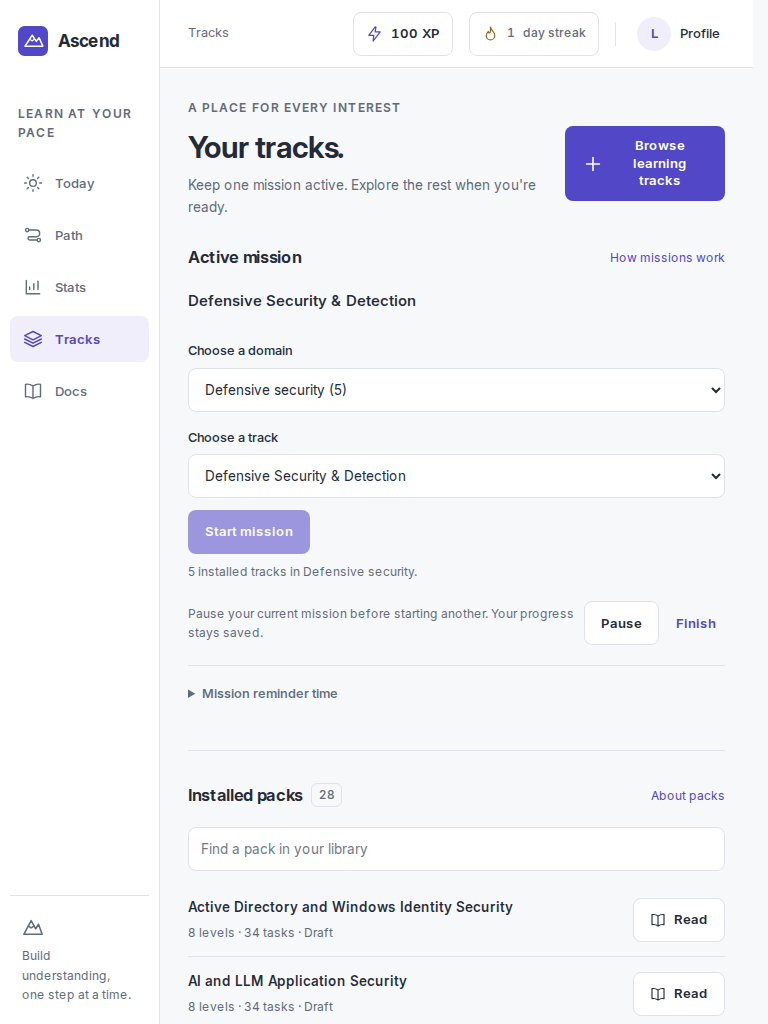 Ascend
LEARN AT YOUR
PACE
Today
Path
Stats
Tracks
Docs
Build
understanding,
one step at a time.
Tracks
100 XP
1 day streak
L
Profile
A PLACE FOR EVERY INTEREST
Your tracks.
Keep one mission active. Explore the rest when you're
ready.
Browse
learning
tracks
Active mission
How missions work
Defensive Security & Detection
Choose a domain
Defensive security (5)
Choose a track
Defensive Security & Detection
Start mission
5 installed tracks in Defensive security.
Pause your current mission before starting another. Your progress
stays saved.
Pause
Finish
Mission reminder time
Installed packs 28
About packs
Find a pack in your library
Active Directory and Windows Identity Security
8 levels · 34 tasks · Draft
Read
AI and LLM Application Security
8 levels · 34 tasks · Draft
Read